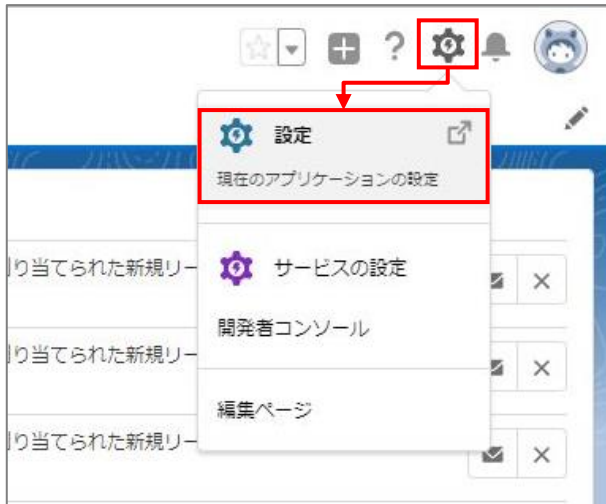 ?
設定
現在のアプリケーションの設定
り当てられた新規リー
サービスの設定
開発者コンソール
り当てられた新規リー
編集ページ
り当てられた新規リー